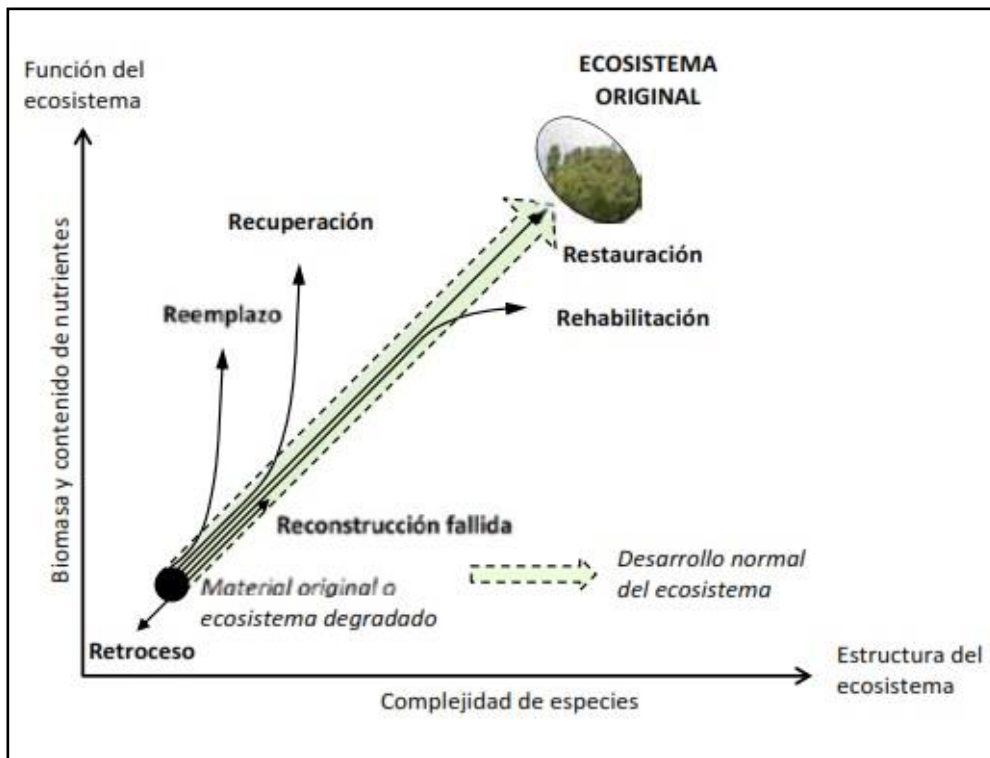 Función del
ecosistema
ECOSISTEMA
ORIGINAL
Biomasa y contenido de nutrientes
Recuperación
Restauración
Reemplazo
Rehabilitación
Reconstrucción fallida
Desarrollo normal
del ecosistema
Material original o
ecosistema degradado
Retroceso
Estructura del
ecosistema
Complejidad de especies